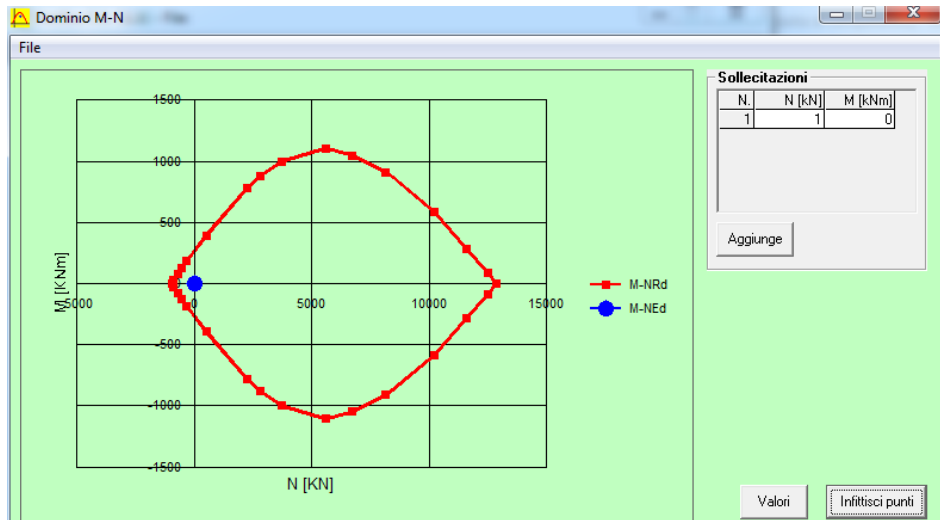 Dominio M-N
File
1500
1000
500
0
-500
-1000
-1500
-5000
0
5000
10000
15000
M [KNm]
N [KN]
M-NRd
M-NEd
Sollecitazioni
N. N [kN] M [kNm]
1 1 0
Aggiunge
Valori
Infittisci punti